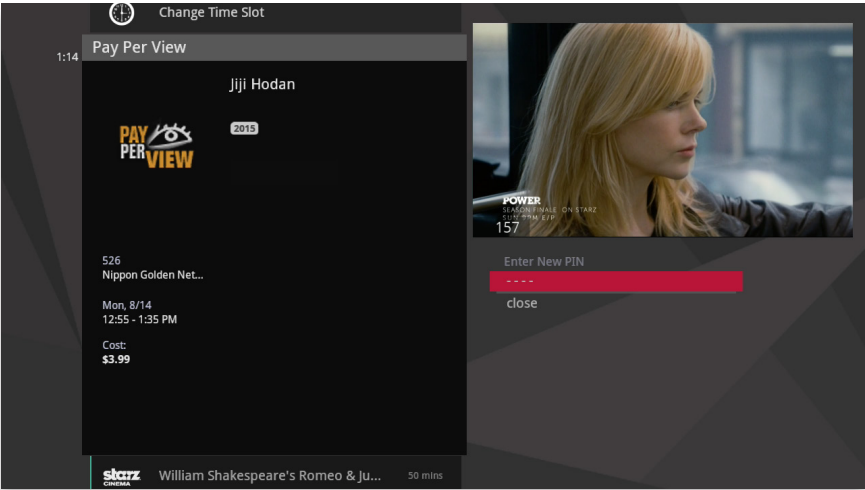 Change Time Slot
Pay Per View
1:14
Jiji Hodan
PAY
PER VIEW
2015
POWER
SEASON FINALE ON STARZ
SUN 9PM E/P
157
526
Nippon Golden Net...
Enter New PIN
- - - -
Mon, 8/14
12:55 - 1:35 PM
close
Cost:
$3.99
starz
CINEMA
William Shakespeare's Romeo & Ju...
50 mins